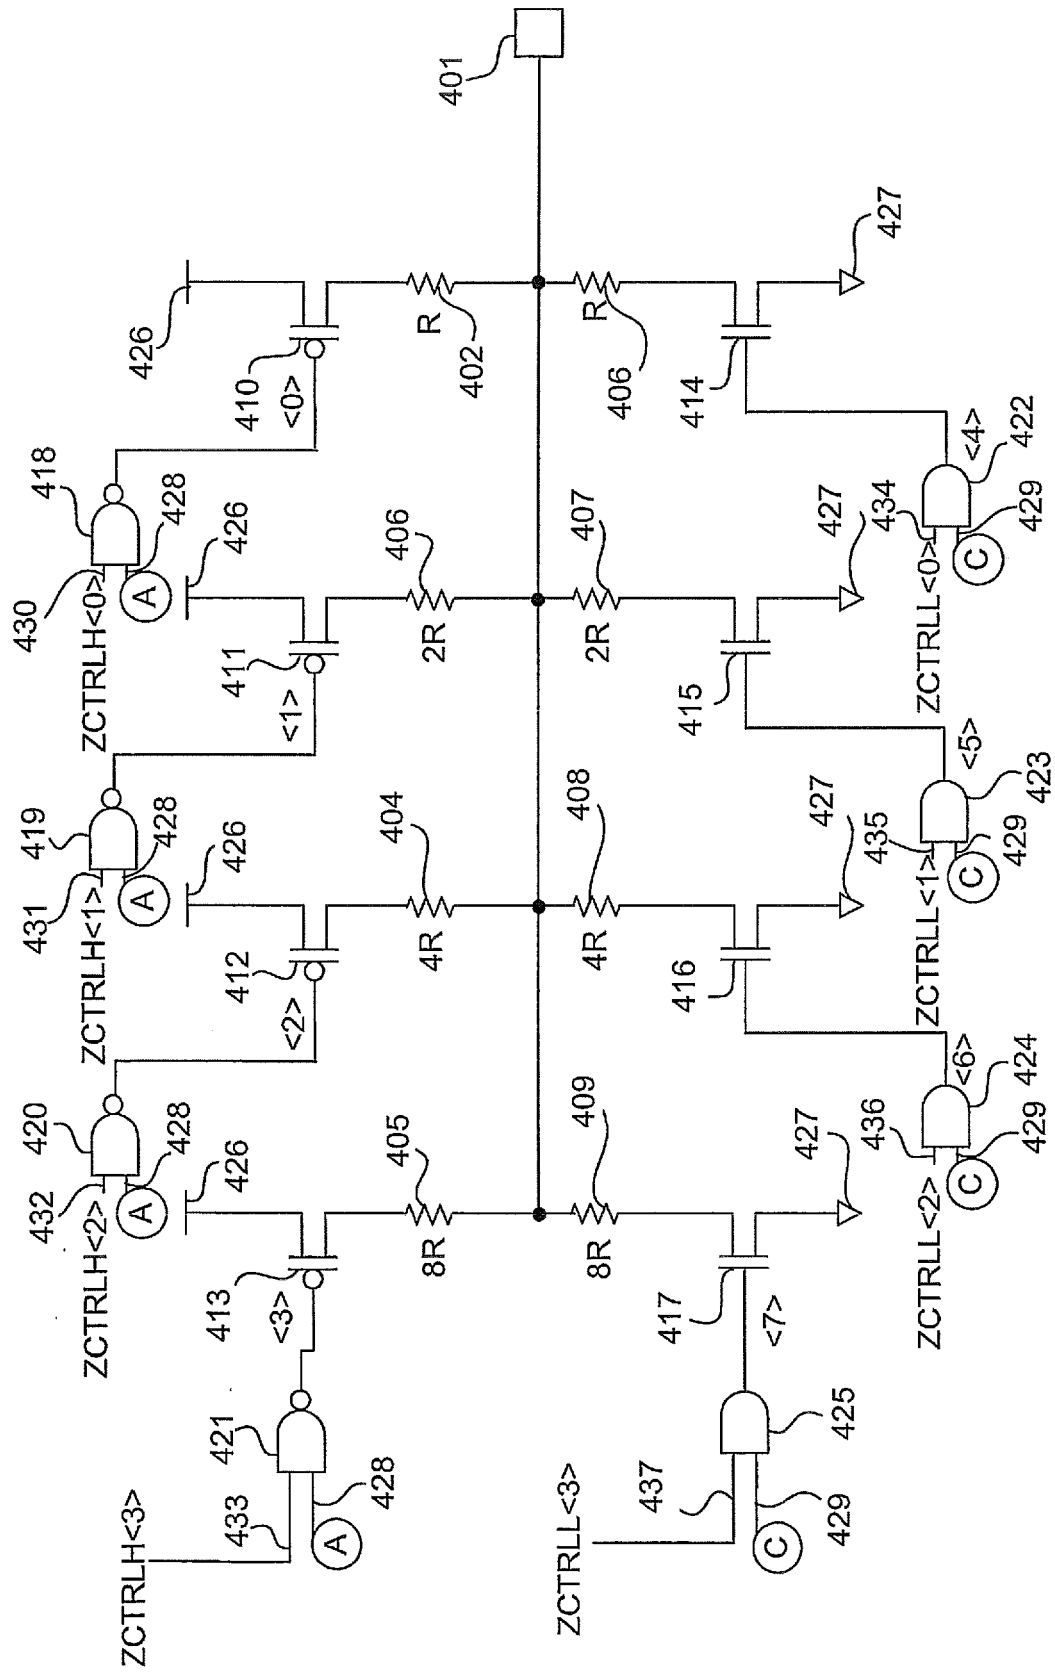 401
426
410
<0>
R
402
R
406
414
427
418
430
428
ZCTRLH<0>
A
426
411
<1>
406
2R
407
2R
415
427
<4>
422
434
429
ZCTRLL<0>
C
419
431
428
ZCTRLH<1>
A
426
412
<2>
404
4R
408
4R
416
427
<5>
423
435
429
ZCTRLL<1>
C
420
432
428
ZCTRLH<2>
A
426
413
<3>
405
8R
409
8R
417
427
<7>
<6>
424
436
429
ZCTRLL<2>
C
421
433
428
ZCTRLH<3>
A
425
437
429
ZCTRLL<3>
C